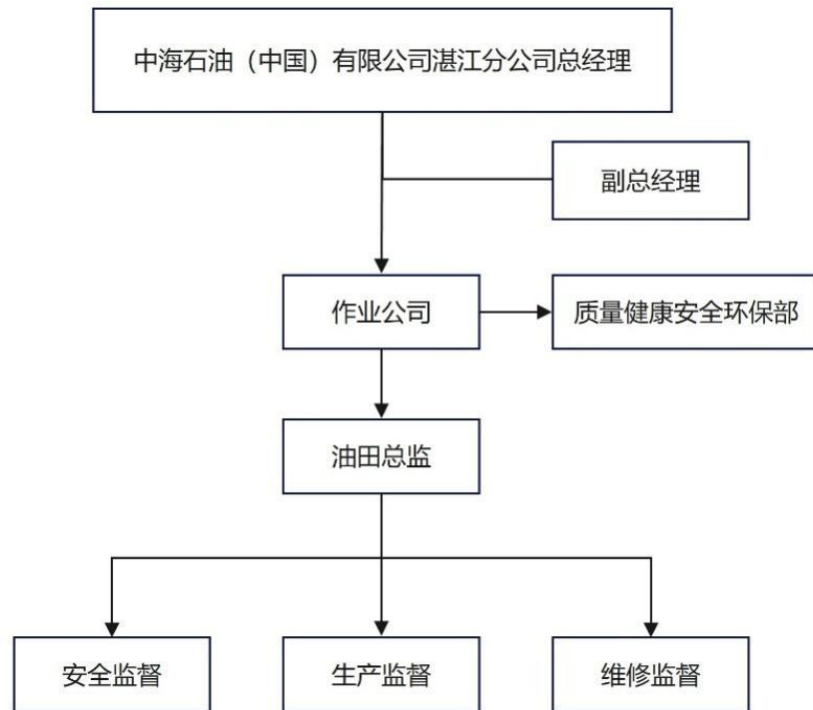 中海石油（中国）有限公司湛江分公司总经理
副总经理
作业公司
质量健康安全环保部
油田总监
安全监督
生产监督
维修监督